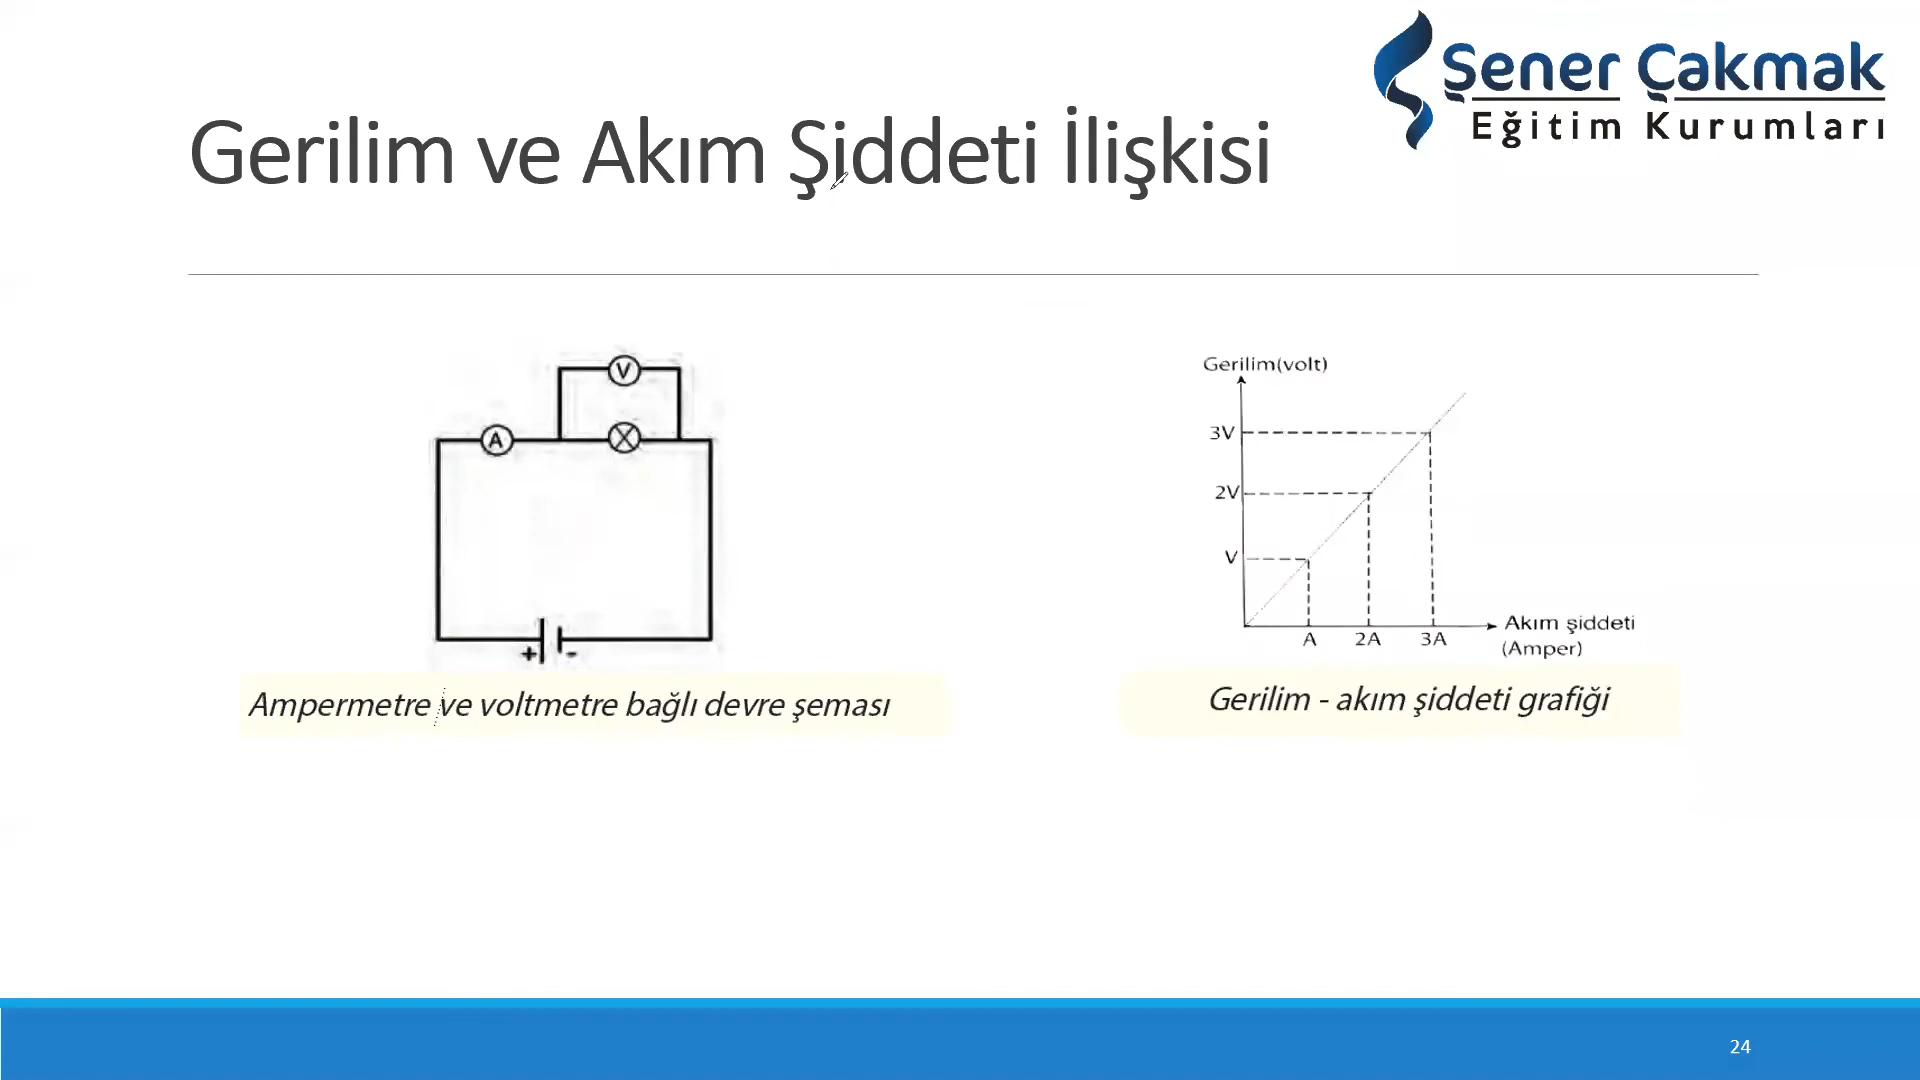 Şener Çakmak
Eğitim Kurumları
Gerilim ve Akım Şiddeti İlişkisi
V
A
+ -
Ampermetre ve voltmetre bağlı devre şeması
Gerilim(volt)
3V
2V
V
A 2A 3A
Akım şiddeti
(Amper)
Gerilim - akım şiddeti grafiği
24